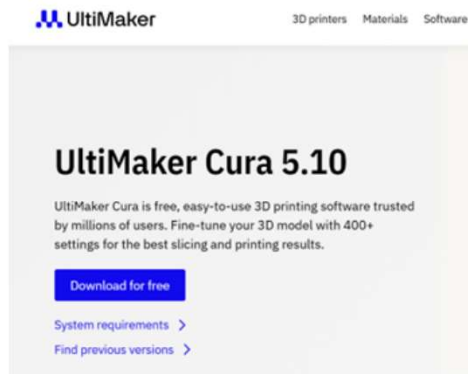 UltiMaker
3D printers Materials Software
UltiMaker Cura 5.10
UltiMaker Cura is free, easy-to-use 3D printing software trusted
by millions of users. Fine-tune your 3D model with 400+
settings for the best slicing and printing results.
Download for free
System requirements
Find previous versions